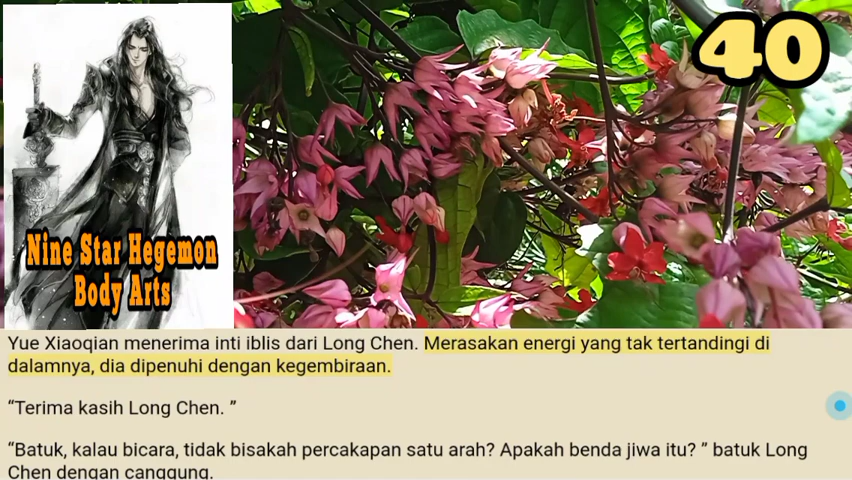 40
Nine Star Hegemon
Body Arts
Yue Xiaoqian menerima inti iblis dari Long Chen. Merasakan energi yang tak tertandingi di
dalamnya, dia dipenuhi dengan kegembiraan.
“Terima kasih Long Chen. ”
“Batuk, kalau bicara, tidak bisakah percakapan satu arah? Apakah benda jiwa itu? ” batuk Long
Chen dengan canggung.